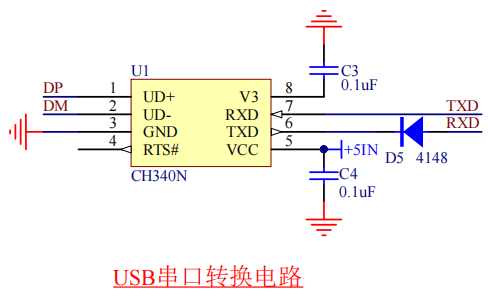 U1
C3
0.1uF
DP 1 UD+ V3 8
DM 2 UD- RXD 7 TXD
3 GND TXD 6 RXD
4 RTS# VCC 5 +5IN
D5 4148
CH340N
C4
0.1uF
USB串口转换电路